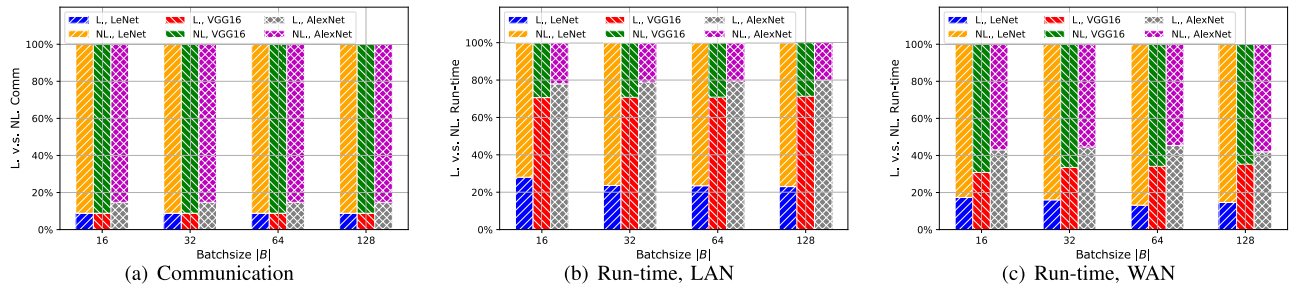 L. v.s. NL. Comm
L,, LeNet
NL,, LeNet
L,, VGG16
NL, VGG16
L,, AlexNet
NL,, AlexNet
100%
80%
60%
40%
20%
0%
16
32
64
128
Batchsize |B|
(a) Communication
L. v.s. NL. Run-time
L,, LeNet
NL,, LeNet
L,, VGG16
NL, VGG16
L,, AlexNet
NL,, AlexNet
100%
80%
60%
40%
20%
0%
16
32
64
128
Batchsize |B|
(b) Run-time, LAN
L. v.s. NL. Run-time
L,, LeNet
NL,, LeNet
L,, VGG16
NL, VGG16
L,, AlexNet
NL,, AlexNet
100%
80%
60%
40%
20%
0%
16
32
64
128
Batchsize |B|
(c) Run-time, WAN